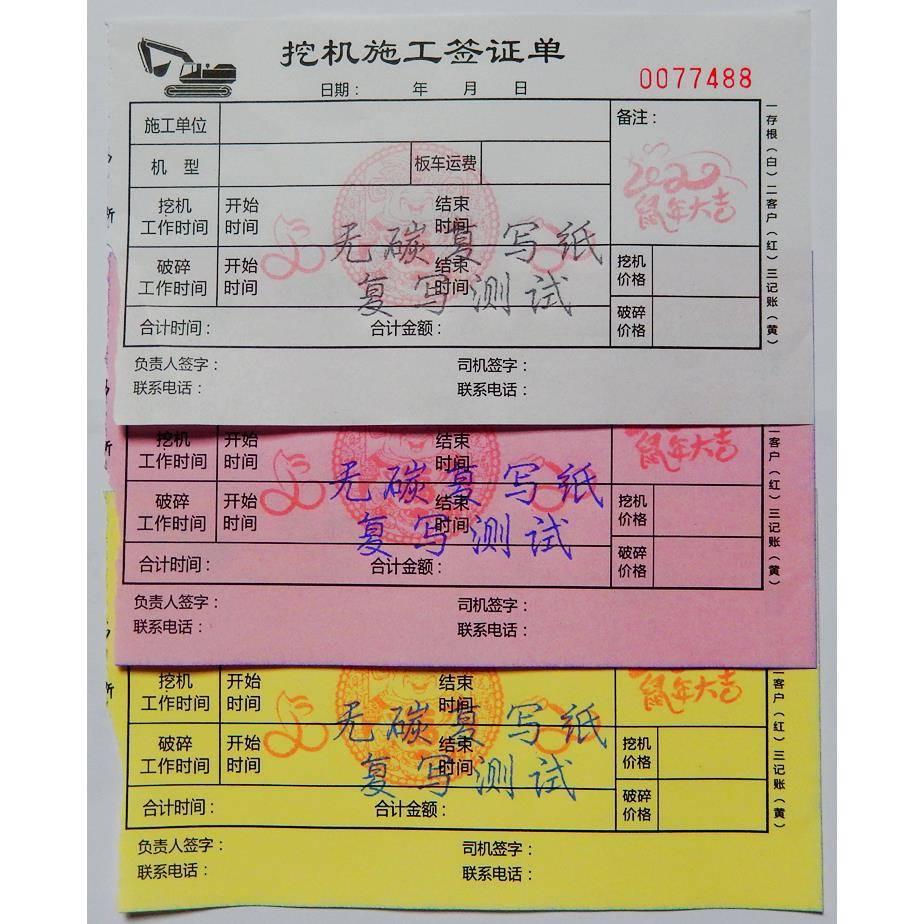 挖机施工签证单
0077488
日期： 年 月 日
施工单位
备注：
机 型 板车运费
2020
鼠年大吉
挖机 开始 结束
工作时间 时间 时间
无碳复写纸
破碎 开始 结束 挖机
工作时间 时间 时间 价格
复写测试
合计时间： 合计金额： 破碎
价格
负责人签字： 司机签字：
联系电话： 联系电话：
一存根（白）二客户（红）三记账（黄）
挖机 开始 结束
工作时间 时间 时间
鼠年大吉
无碳复写纸
破碎 开始 结束 挖机
工作时间 时间 时间 价格
复写测试
合计时间： 合计金额： 破碎
价格
负责人签字： 司机签字：
联系电话： 联系电话：
二客户（红）三记账（黄）
挖机 开始 结束
工作时间 时间 时间
鼠年大吉
无碳复写纸
破碎 开始 结束 挖机
工作时间 时间 时间 价格
复写测试
合计时间： 合计金额： 破碎
价格
负责人签字： 司机签字：
联系电话： 联系电话：
二客户（红）三记账（黄）